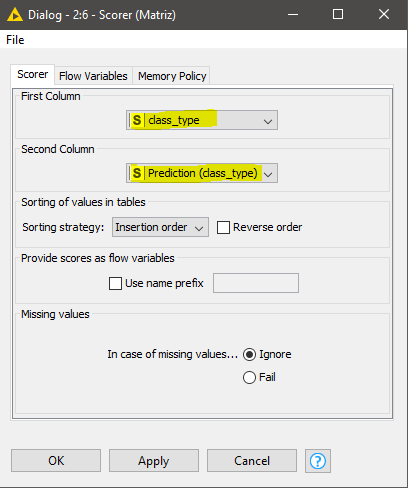 Dialog - 2:6 - Scorer (Matriz)
File
Scorer Flow Variables Memory Policy
First Column
S class_type
Second Column
S Prediction (class_type)
Sorting of values in tables
Sorting strategy: Insertion order Reverse order
Provide scores as flow variables
Use name prefix
Missing values
In case of missing values... Ignore
Fail
OK Apply Cancel ?